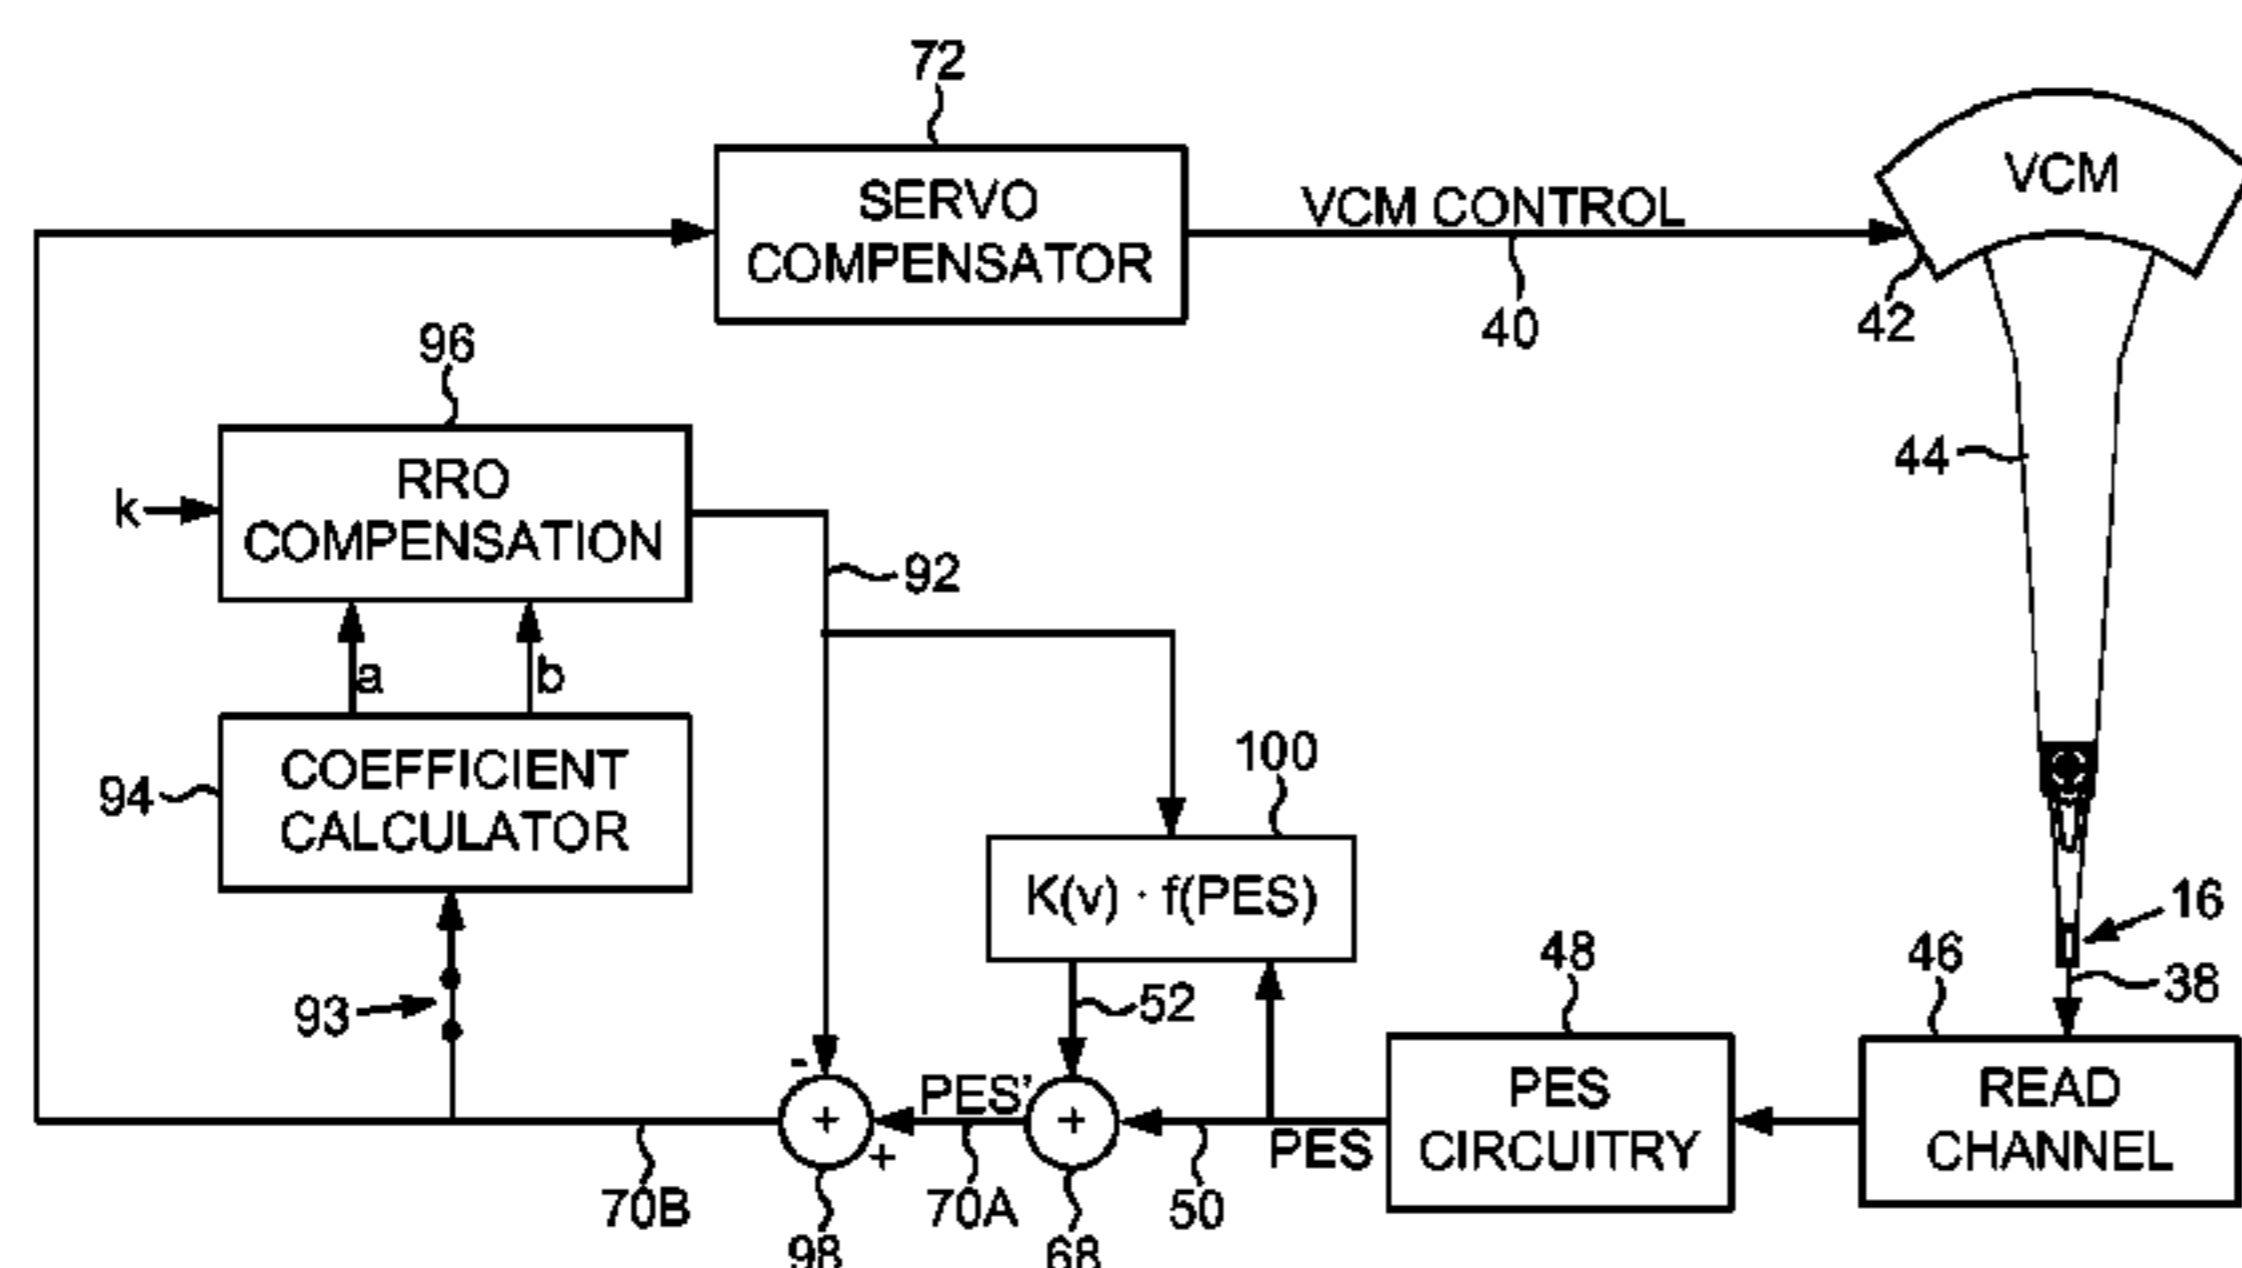 72
SERVO
COMPENSATOR
VCM CONTROL
40
VCM
42
96
RRO
COMPENSATION
k
92
44
a
b
COEFFICIENT
CALCULATOR
94
100
K(v) · f(PES)
16
93
52
48
46
38
-
+
PES'
+
PES
PES
CIRCUITRY
READ
CHANNEL
+
70B
70A
50
98
68